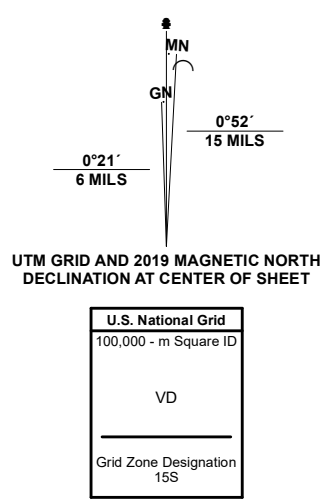 MN
GN
0°52´
15 MILS
0°21´
6 MILS
UTM GRID AND 2019 MAGNETIC NORTH
DECLINATION AT CENTER OF SHEET
U.S. National Grid
100,000 - m Square ID
VD
Grid Zone Designation
15S